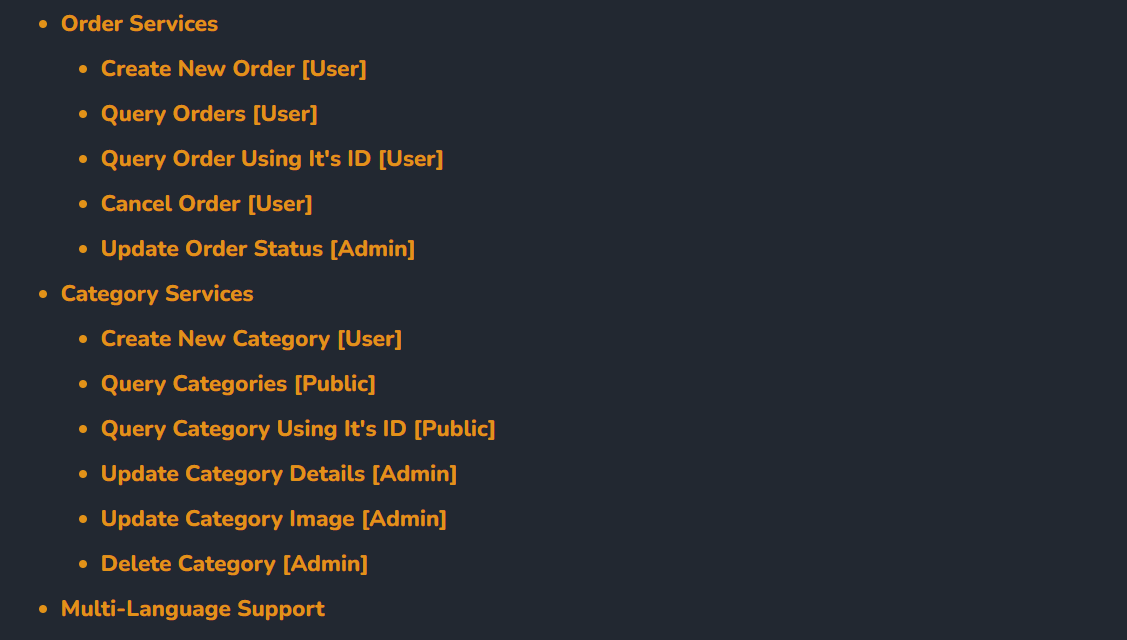 Order Services
Create New Order [User]
Query Orders [User]
Query Order Using It's ID [User]
Cancel Order [User]
Update Order Status [Admin]
Category Services
Create New Category [User]
Query Categories [Public]
Query Category Using It's ID [Public]
Update Category Details [Admin]
Update Category Image [Admin]
Delete Category [Admin]
Multi-Language Support